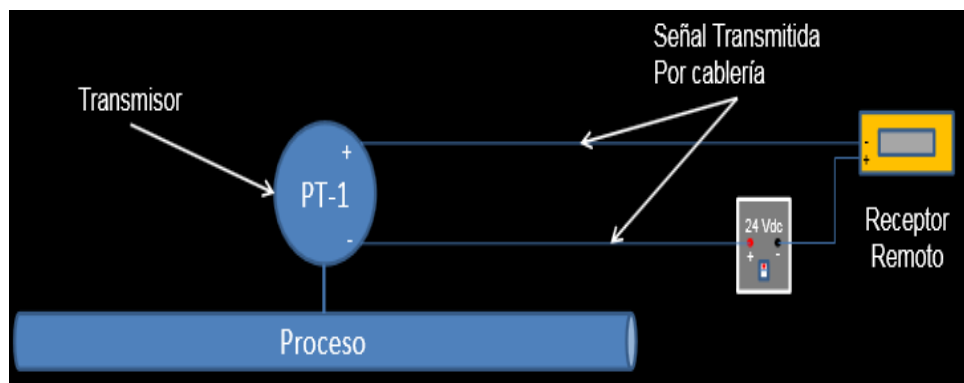 Señal Transmitida
Por cablería
Transmisor
+
PT-1
-
-
+
24 Vdc
+ -
Receptor
Remoto
Proceso